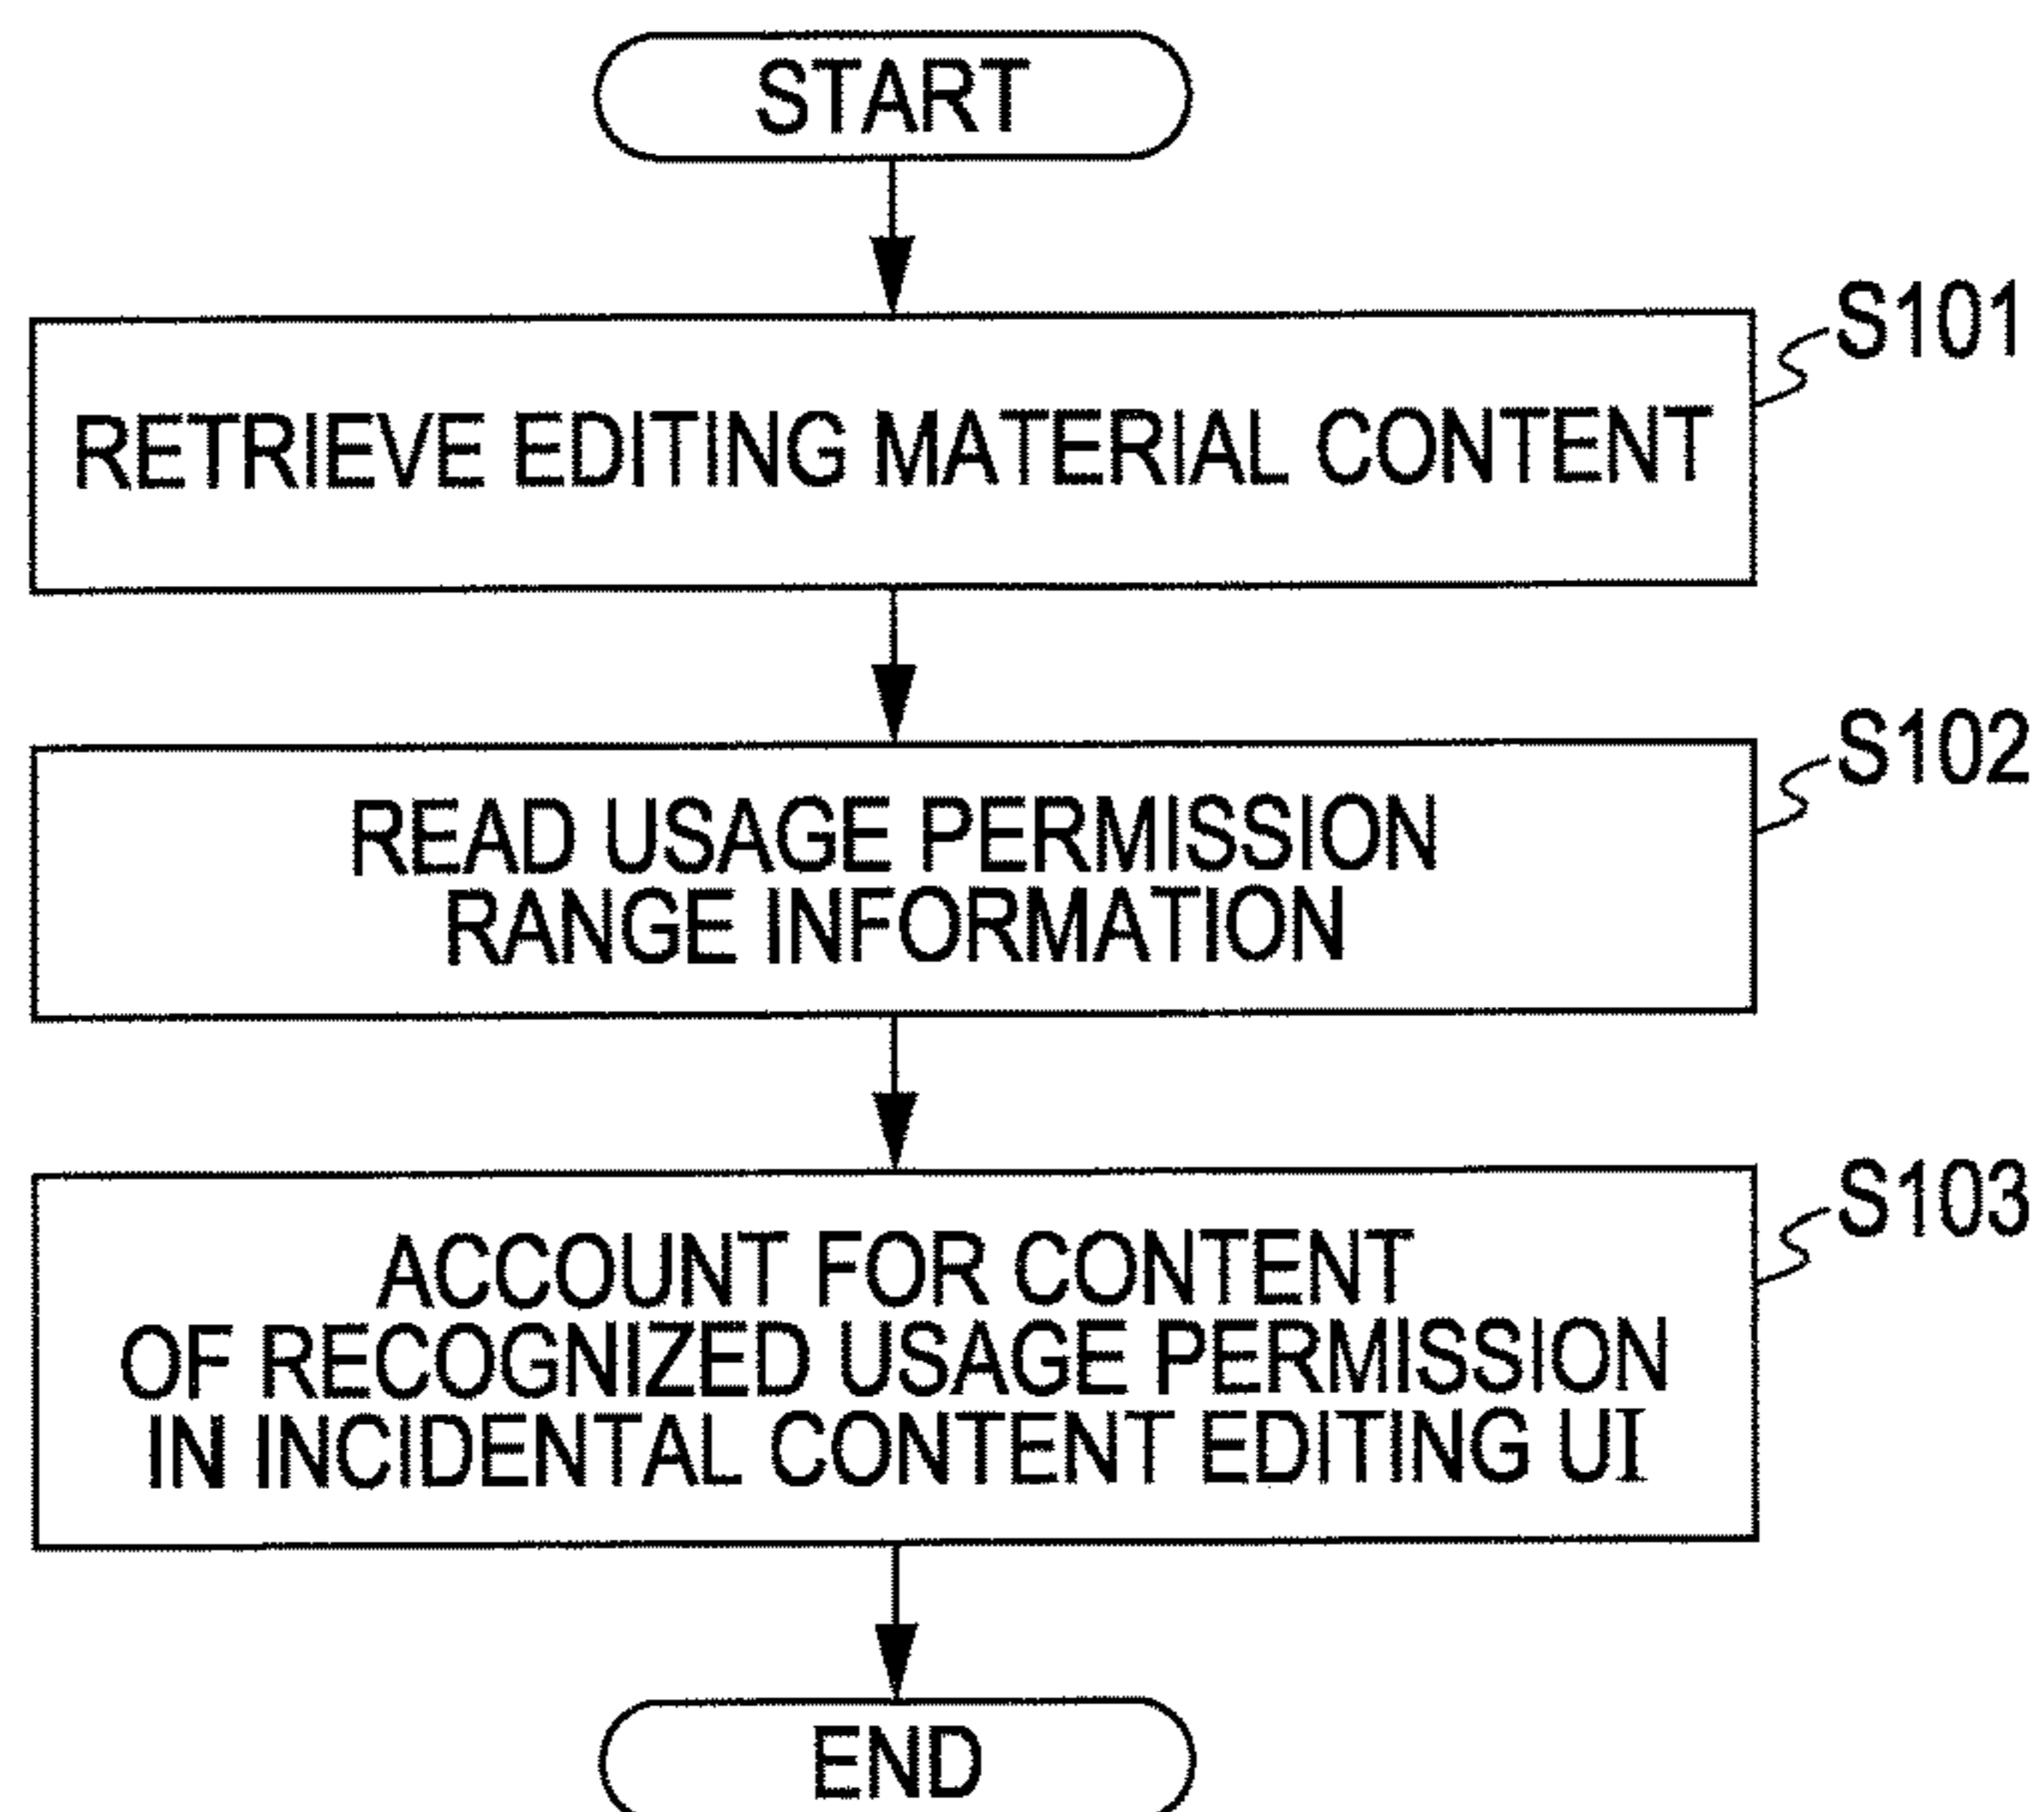 START
S101
RETRIEVE EDITING MATERIAL CONTENT
S102
READ USAGE PERMISSION
RANGE INFORMATION
S103
ACCOUNT FOR CONTENT
OF RECOGNIZED USAGE PERMISSION
IN INCIDENTAL CONTENT EDITING UI
END